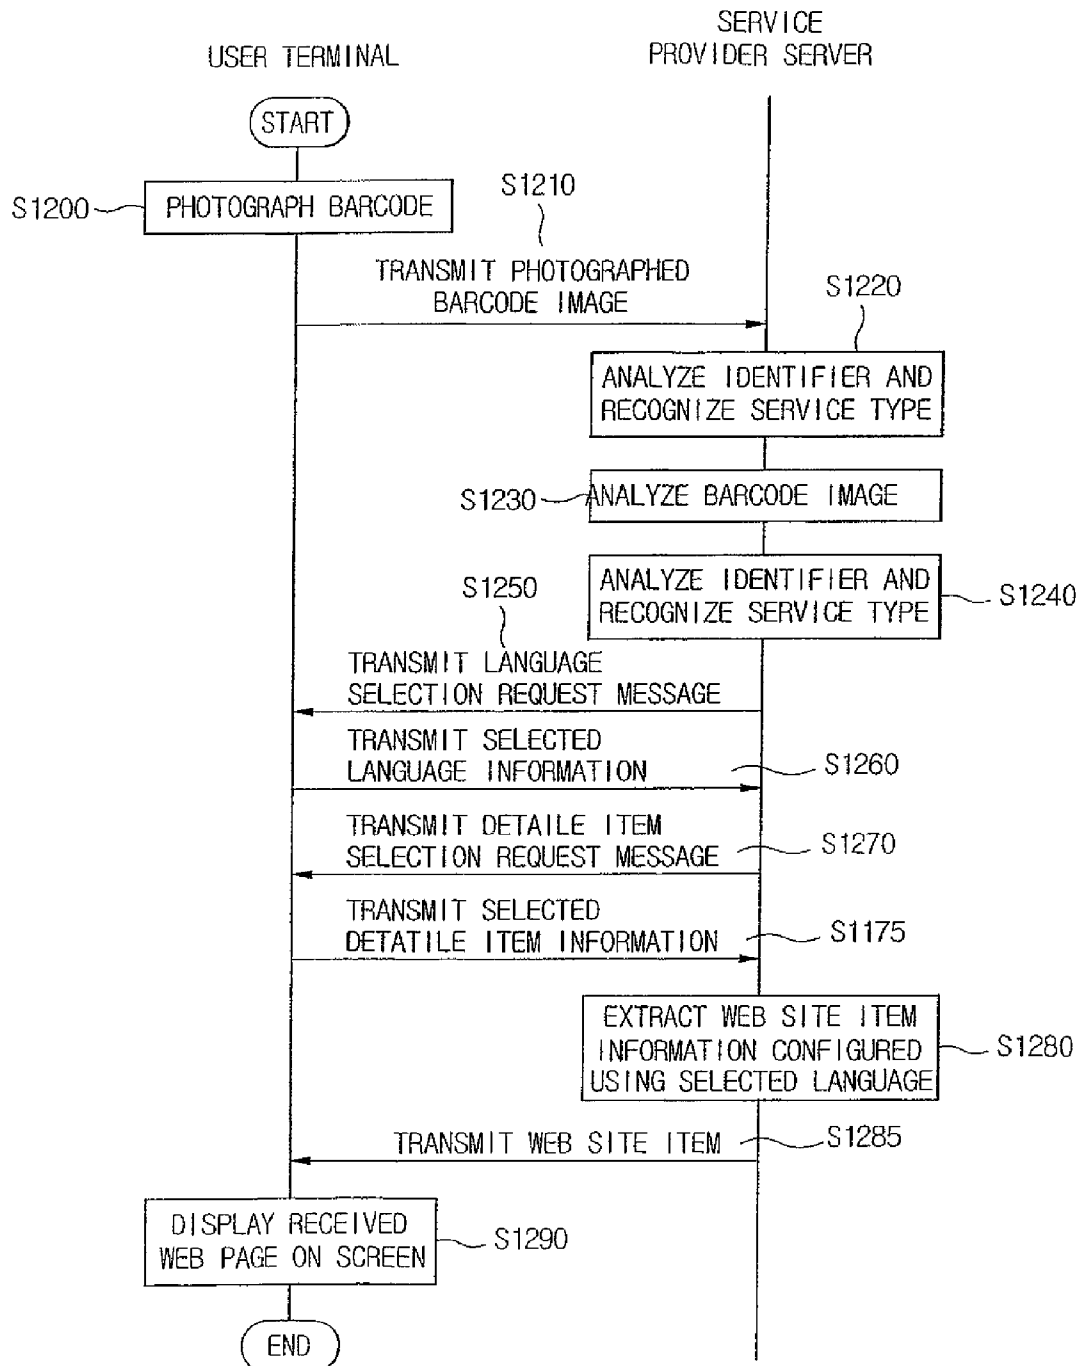 SERVICE
PROVIDER SERVER
USER TERMINAL
START
S1200
PHOTOGRAPH BARCODE
S1210
TRANSMIT PHOTOGRAPHED
BARCODE IMAGE
S1220
ANALYZE IDENTIFIER AND
RECOGNIZE SERVICE TYPE
S1230
ANALYZE BARCODE IMAGE
ANALYZE IDENTIFIER AND
RECOGNIZE SERVICE TYPE
S1240
S1250
TRANSMIT LANGUAGE
SELECTION REQUEST MESSAGE
TRANSMIT SELECTED
LANGUAGE INFORMATION
S1260
TRANSMIT DETAILE ITEM
SELECTION REQUEST MESSAGE
S1270
TRANSMIT SELECTED
DETATILE ITEM INFORMATION
S1175
EXTRACT WEB SITE ITEM
INFORMATION CONFIGURED
USING SELECTED LANGUAGE
S1280
TRANSMIT WEB SITE ITEM
S1285
DISPLAY RECEIVED
WEB PAGE ON SCREEN
S1290
END